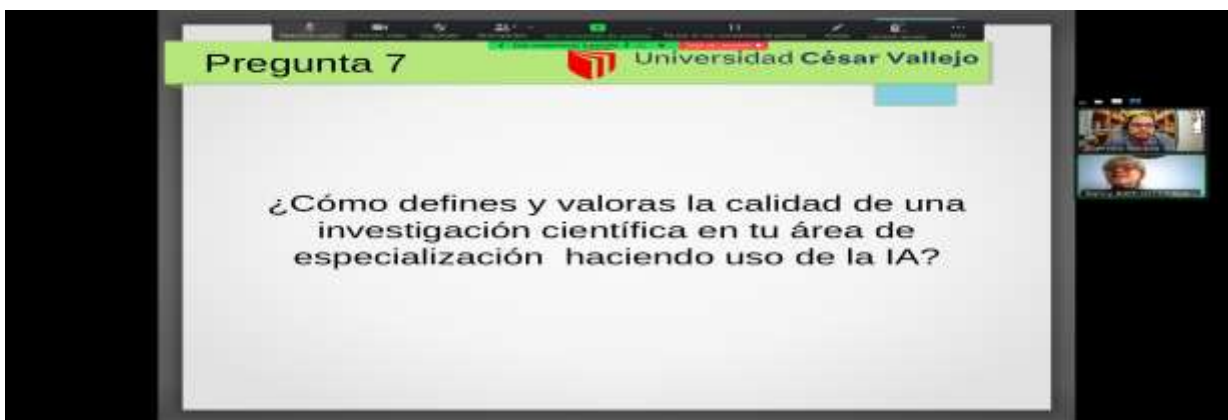 Pregunta 7
Universidad César Vallejo
¿Cómo defines y valoras la calidad de una
investigación científica en tu área de
especialización  haciendo uso de la IA?